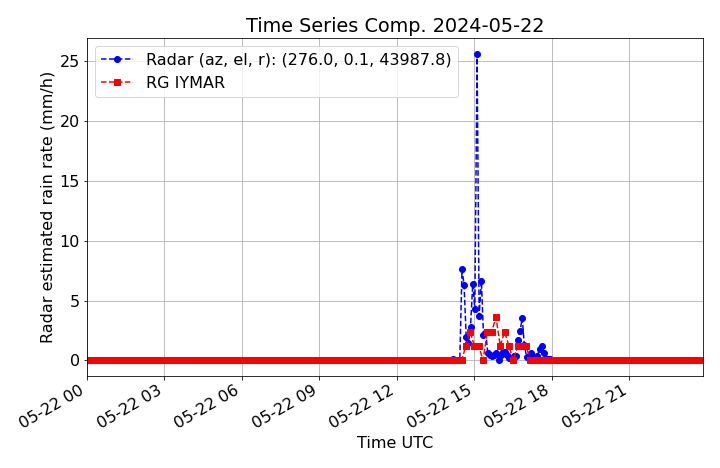 Time Series Comp. 2024-05-22
Radar (az, el, r): (276.0, 0.1, 43987.8)
RG IYMAR
Radar estimated rain rate (mm/h)
25
20
15
10
5
0
05-22 00
05-22 03
05-22 06
05-22 09
05-22 12
05-22 15
05-22 18
05-22 21
Time UTC